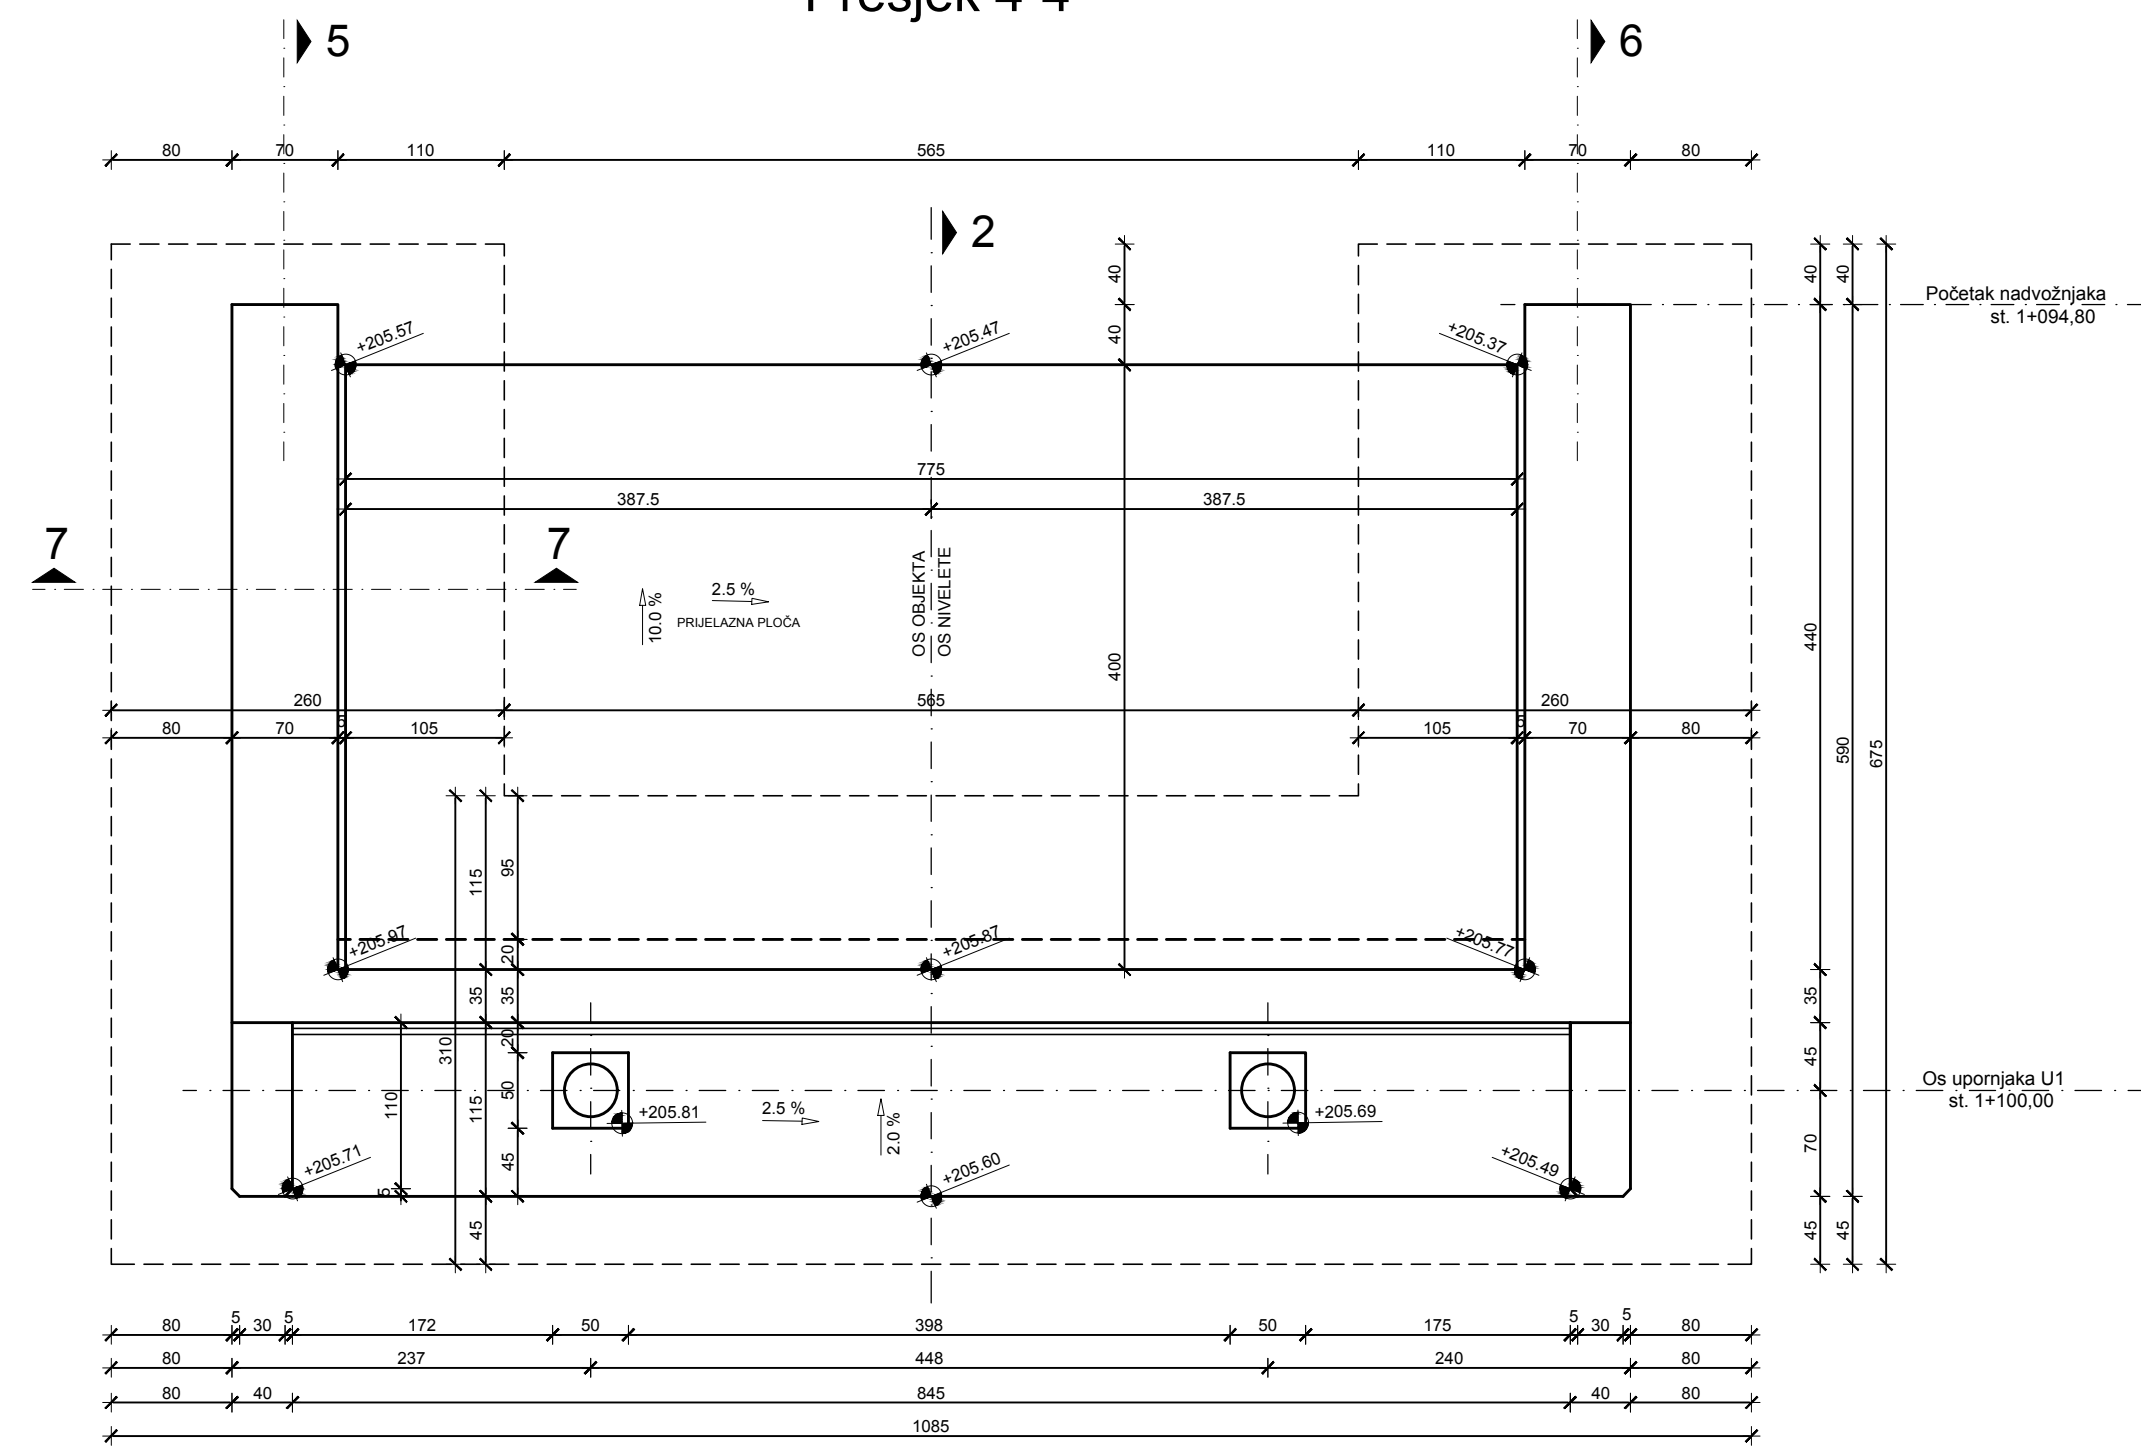 Presjek 4-4
5
6
80 70 110 565 110 70 80
2
40 40 40
Početak nadvožnjaka
st. 1+094,80
+205.57 +205.47 +205.37
40
775
387.5 387.5
7 7
OS OBJEKTA
OS NIVELETE
2.5 %
10.0 %
PRIJELAZNA PLOČA
400
440
260 565 260
80 70 5 105 105 5 70 80
590
675
95
115
+205.97 +205.87 +205.77
20
35 35 35
20
310
45
50
110
115
Os upornjaka U1
st. 1+100,00
+205.81
2.5 %
2.0 %
+205.69
70
45
+205.71 +205.60 +205.49
5
45 45 45
80 5 30 5 172 50 398 50 175 5 30 5 80
80 237 448 240 80
80 40 845 40 80
1085